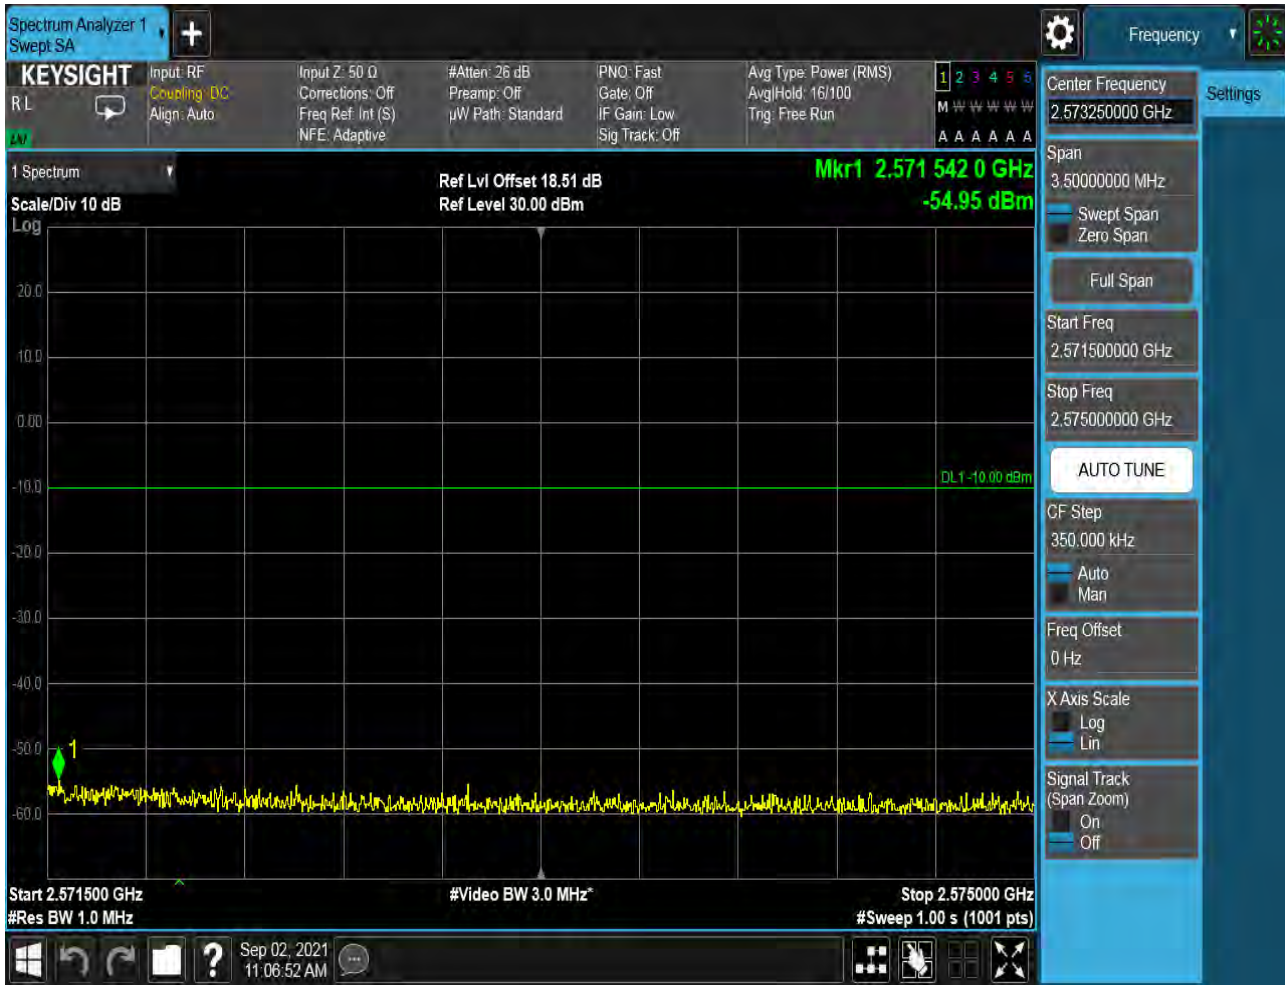 Spectrum Analyzer 1
Swept SA
Frequency
KEYSIGHT
R L
LNI
Input: RF
Coupling: DC
Align: Auto
Input Z: 50 Ω
Corrections: Off
Freq Ref: Int (S)
NFE: Adaptive
#Atten: 26 dB
Preamp: Off
µW Path: Standard
PNO: Fast
Gate: Off
IF Gain: Low
Sig Track: Off
Avg Type: Power (RMS)
Avg|Hold: 16/100
Trig: Free Run
1 2 3 4 5 6
M W W W W W
A A A A A A
1 Spectrum
Scale/Div 10 dB
Log
Ref Lvl Offset 18.51 dB
Ref Level 30.00 dBm
Mkr1 2.571 542 0 GHz
-54.95 dBm
20.0
10.0
0.00
-10.0
-20.0
-30.0
-40.0
-50.0
-60.0
DL1 -10.00 dBm
1
Start 2.571500 GHz
#Res BW 1.0 MHz
#Video BW 3.0 MHz*
Stop 2.575000 GHz
#Sweep 1.00 s (1001 pts)
Sep 02, 2021
11:06:52 AM
Center Frequency
2.573250000 GHz
Settings
Span
3.50000000 MHz
Swept Span
Zero Span
Full Span
Start Freq
2.571500000 GHz
Stop Freq
2.575000000 GHz
AUTO TUNE
CF Step
350.000 kHz
Auto
Man
Freq Offset
0 Hz
X Axis Scale
Log
Lin
Signal Track
(Span Zoom)
On
Off